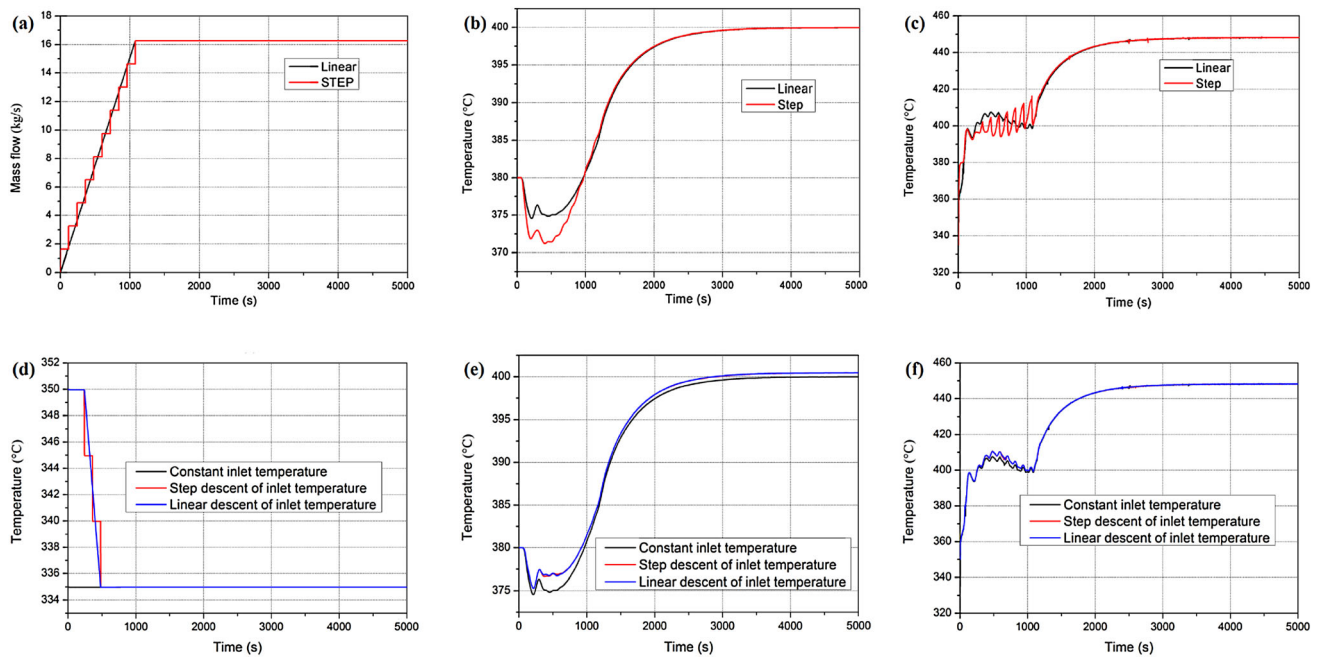 (a)
18
16
14
12
10
8
6
4
2
0
Mass flow (kg/s)
Linear
STEP
0 1000 2000 3000 4000 5000
Time (s)
(b)
400
395
390
385
380
375
370
Temperature (°C)
Linear
Step
0 1000 2000 3000 4000 5000
Time (s)
(c)
460
440
420
400
380
360
340
320
Temperature (°C)
Linear
Step
0 1000 2000 3000 4000 5000
Time (s)
(d)
352
350
348
346
344
342
340
338
336
334
Temperature (°C)
Constant inlet temperature
Step descent of inlet temperature
Linear descent of inlet temperature
0 1000 2000 3000 4000 5000
Time (s)
(e)
400
395
390
385
380
375
Temperature (°C)
Constant inlet temperature
Step descent of inlet temperature
Linear descent of inlet temperature
0 1000 2000 3000 4000 5000
Time (s)
(f)
460
440
420
400
380
360
340
320
Temperature (°C)
Constant inlet temperature
Step descent of inlet temperature
Linear descent of inlet temperature
0 1000 2000 3000 4000 5000
Time (s)